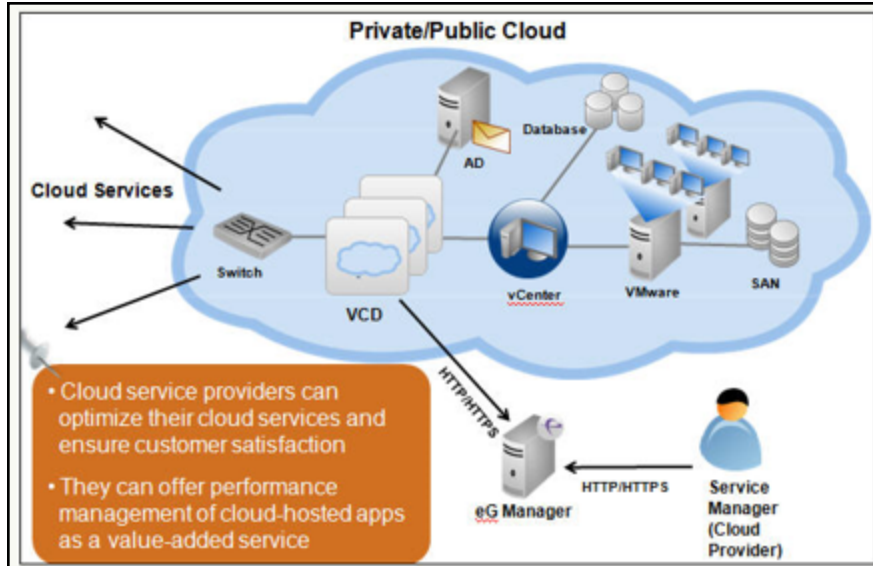 Private/Public Cloud
Database
AD
Cloud Services
Switch
vCenter
VMware
SAN
VCD
HTTP/HTTPS
• Cloud service providers can
optimize their cloud services and
ensure customer satisfaction
• They can offer performance
management of cloud-hosted apps
as a value-added service
eG Manager
HTTP/HTTPS
Service
Manager
(Cloud
Provider)